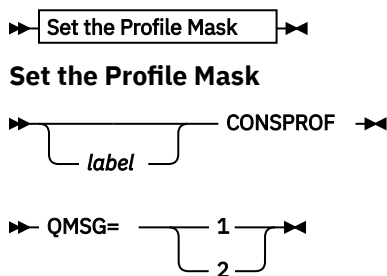 Set the Profile Mask
Set the Profile Mask
CONSPROF
label
QMSG= 1
2